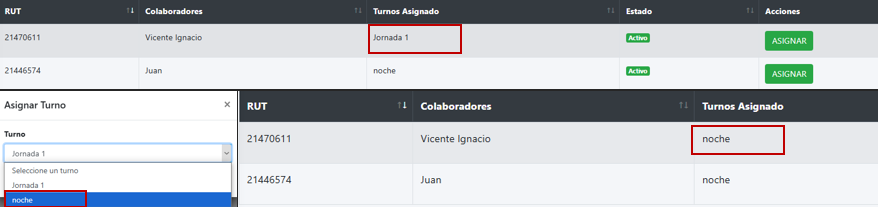 RUT Colaboradores Turnos Asignado Estado Acciones
21470611 Vicente Ignacio Jornada 1 Activo ASIGNAR
21446574 Juan noche Activo ASIGNAR
Asignar Turno ×
Turno
Jornada 1
Seleccione un turno
Jornada 1
noche
RUT Colaboradores Turnos Asignado
21470611 Vicente Ignacio noche
21446574 Juan noche